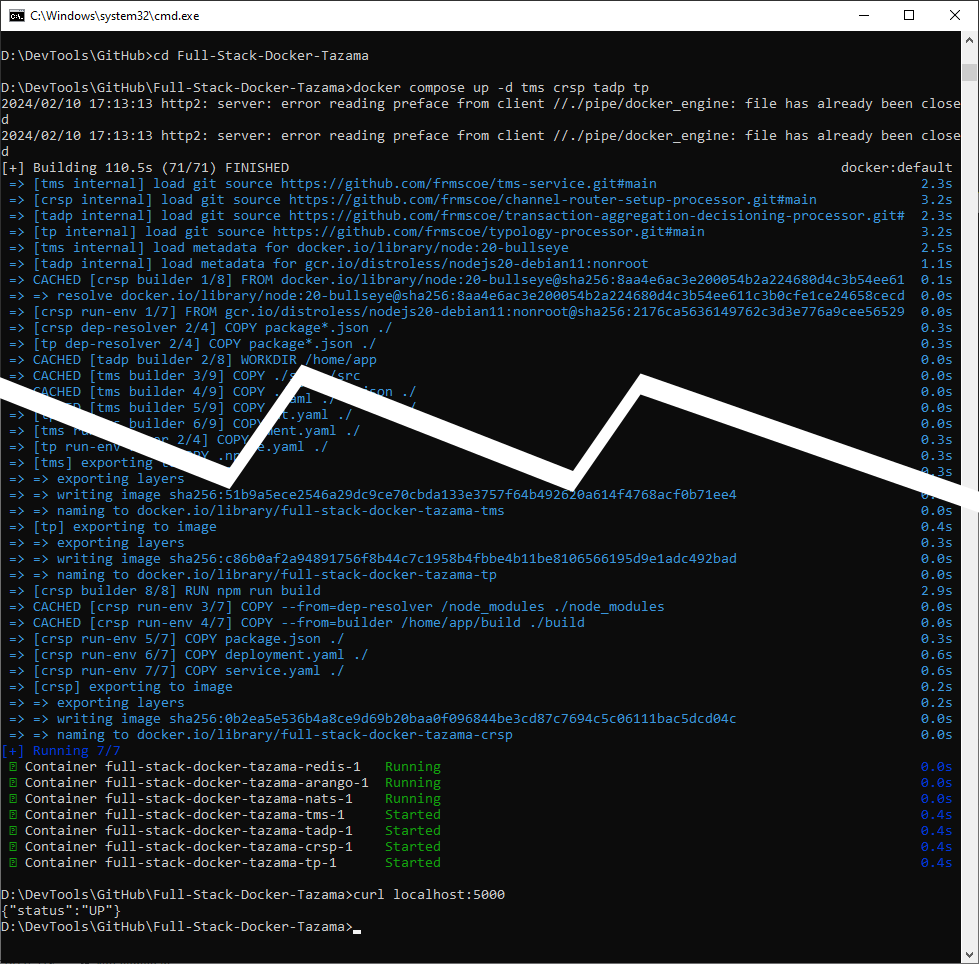 C:\Windows\system32\cmd.exe
D:\DevTools\GitHub>cd Full-Stack-Docker-Tazama
D:\DevTools\GitHub\Full-Stack-Docker-Tazama>docker compose up -d tms crsp tadp tp
2024/02/10 17:13:13 http2: server: error reading preface from client //./pipe/docker_engine: file has already been close
d
2024/02/10 17:13:13 http2: server: error reading preface from client //./pipe/docker_engine: file has already been close
d
[+] Building 110.5s (71/71) FINISHED docker:default
=> [tms internal] load git source https://github.com/frmscoe/tms-service.git#main 2.3s
=> [crsp internal] load git source https://github.com/frmscoe/channel-router-setup-processor.git#main 3.2s
=> [tadp internal] load git source https://github.com/frmscoe/transaction-aggregation-decisioning-processor.git# 2.3s
=> [tp internal] load git source https://github.com/frmscoe/typology-processor.git#main 3.2s
=> [tms internal] load metadata for docker.io/library/node:20-bullseye 2.5s
=> [tadp internal] load metadata for gcr.io/distroless/nodejs20-debian11:nonroot 1.1s
=> CACHED [crsp builder 1/8] FROM docker.io/library/node:20-bullseye@sha256:8aa4e6ac3e200054b2a224680d4c3b54ee61 0.1s
=> => resolve docker.io/library/node:20-bullseye@sha256:8aa4e6ac3e200054b2a224680d4c3b54ee611c3b0cfe1ce24658cecd 0.0s
=> [crsp run-env 1/7] FROM gcr.io/distroless/nodejs20-debian11:nonroot@sha256:2176ca5636149762c3d3e776a9cee56529 0.0s
=> [crsp dep-resolver 2/4] COPY package*.json ./ 0.3s
=> [tp dep-resolver 2/4] COPY package*.json ./ 0.3s
=> CACHED [tadp builder 2/8] WORKDIR /home/app 0.0s
=> CACHED [tms builder 3/9] COPY 0.0s
CACHED [tms builder 4/9] COPY ./ 0.0s
[tms builder 5/9] COPY ./ 0.0s
builder 6/9] COPY ./ 0.0s
=> [tms COPY ./ 0.3s
=> [tp run-env ./ 0.3s
=> [tms] exporting 0.3s
=> => exporting layers
=> => writing image sha256:51b9a5ece2546a29dc9ce70cbda133e3757f64b492620a614f4768acf0b71ee4
=> => naming to docker.io/library/full-stack-docker-tazama-tms 0.0s
=> [tp] exporting to image 0.4s
=> => exporting layers 0.3s
=> => writing image sha256:c86b0af2a94891756f8b44c7c1958b4fbbe4b11be8106566195d9e1adc492bad 0.0s
=> => naming to docker.io/library/full-stack-docker-tazama-tp 0.0s
=> [crsp builder 8/8] RUN npm run build 2.9s
=> CACHED [crsp run-env 3/7] COPY --from=dep-resolver /node_modules ./node_modules 0.0s
=> CACHED [crsp run-env 4/7] COPY --from=builder /home/app/build ./build 0.0s
=> [crsp run-env 5/7] COPY package.json ./ 0.3s
=> [crsp run-env 6/7] COPY deployment.yaml ./ 0.6s
=> [crsp run-env 7/7] COPY service.yaml ./ 0.6s
=> [crsp] exporting to image 0.2s
=> => exporting layers 0.2s
=> => writing image sha256:0b2ea5e536b4a8ce9d69b20baa0f096844be3cd87c7694c5c06111bac5dcd04c 0.0s
=> => naming to docker.io/library/full-stack-docker-tazama-crsp 0.0s
[+] Running 7/7
Container full-stack-docker-tazama-redis-1 Running 0.0s
Container full-stack-docker-tazama-arango-1 Running 0.0s
Container full-stack-docker-tazama-nats-1 Running 0.0s
Container full-stack-docker-tazama-tms-1 Started 0.4s
Container full-stack-docker-tazama-tadp-1 Started 0.4s
Container full-stack-docker-tazama-crsp-1 Started 0.4s
Container full-stack-docker-tazama-tp-1 Started 0.4s
D:\DevTools\GitHub\Full-Stack-Docker-Tazama>curl localhost:5000
{"status":"UP"}
D:\DevTools\GitHub\Full-Stack-Docker-Tazama>